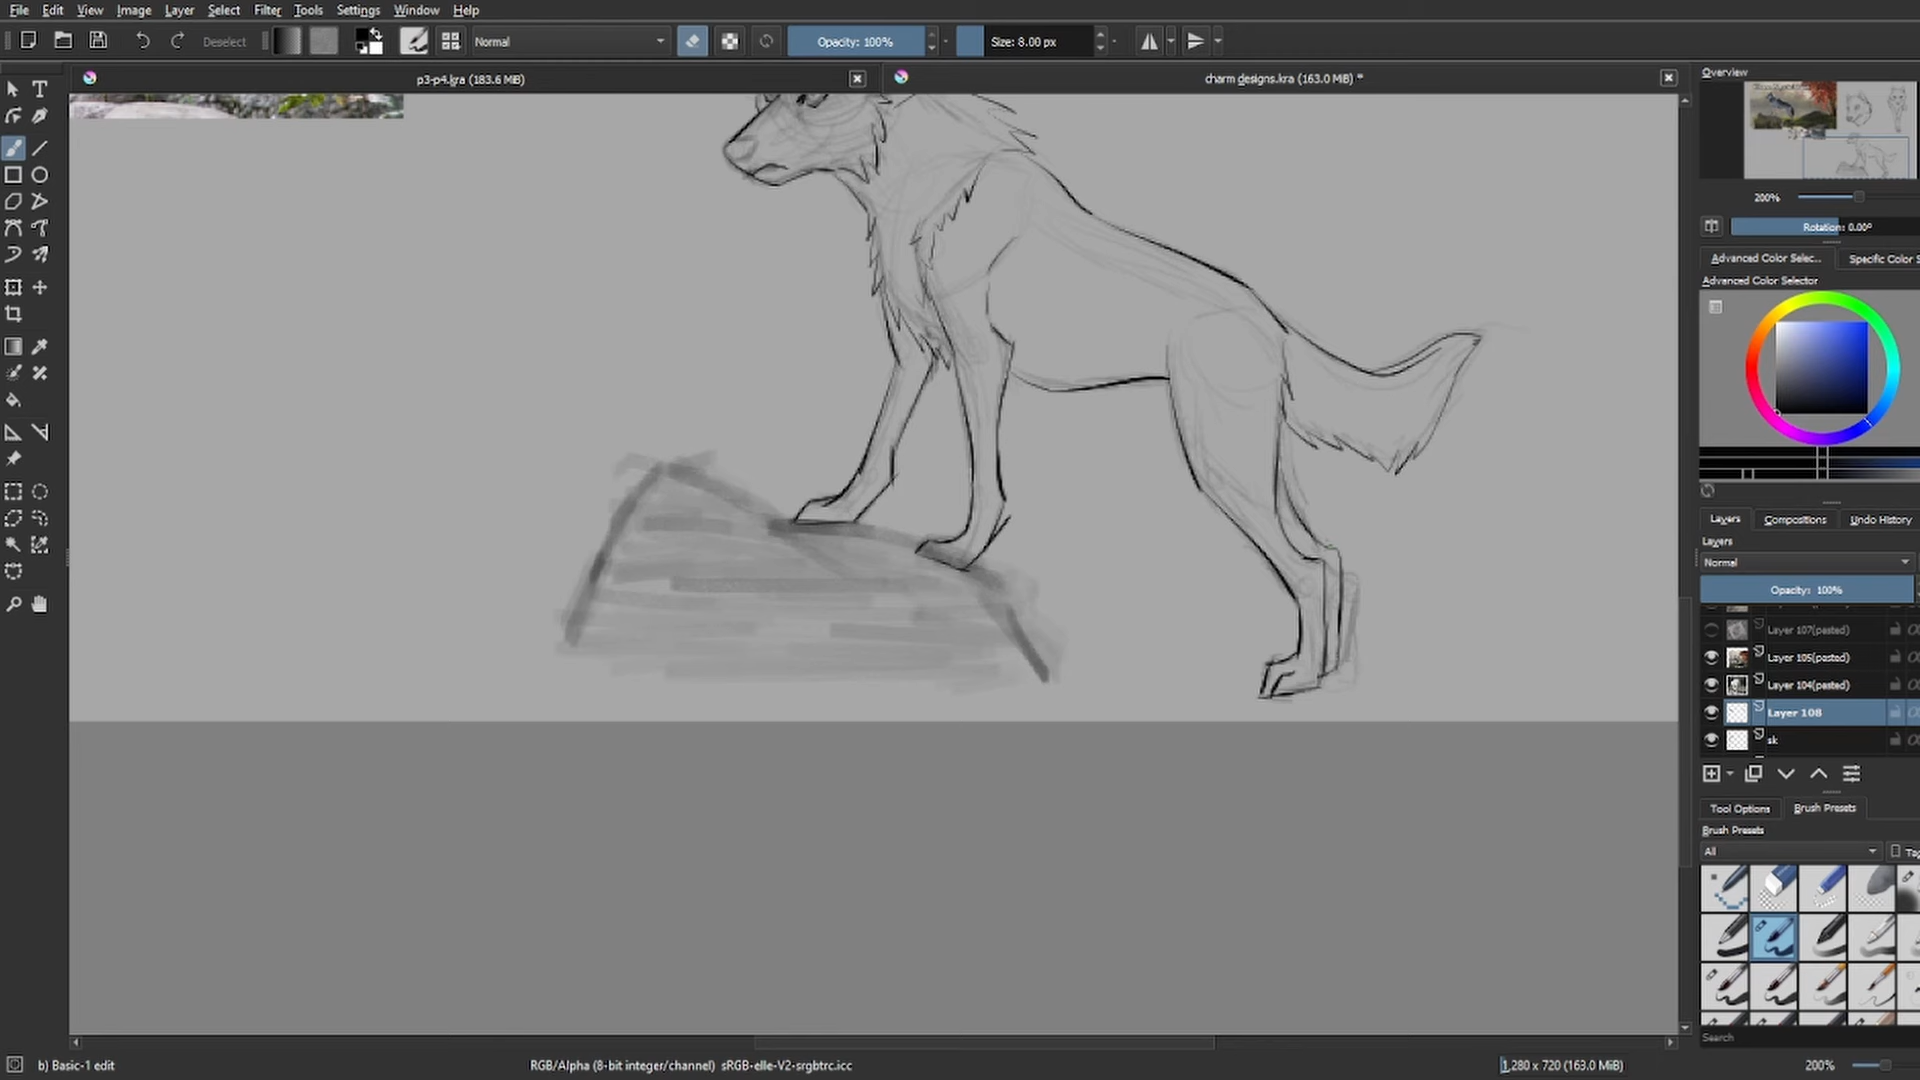 File Edit View Image Layer Select Filter Tools Settings Window Help
Deselect Normal Opacity: 100% Size: 8.00 px
p3-p4.kra (183.6 MiB) charm designs.kra (163.0 MiB) *
Overview
200%
Rotation: 0.00°
Advanced Color Selec... Specific Color S
Advanced Color Selector
Layers Compositions Undo History
Layers
Normal
Opacity: 100%
Layer 107(pasted)
Layer 105(pasted)
Layer 104(pasted)
Layer 108
sk
Tool Options Brush Presets
Brush Presets
All Tag
Search
b) Basic-1 edit RGB/Alpha (8-bit integer/channel) sRGB-elle-V2-srgbtrc.icc 1,280 x 720 (163.0 MiB) 200%